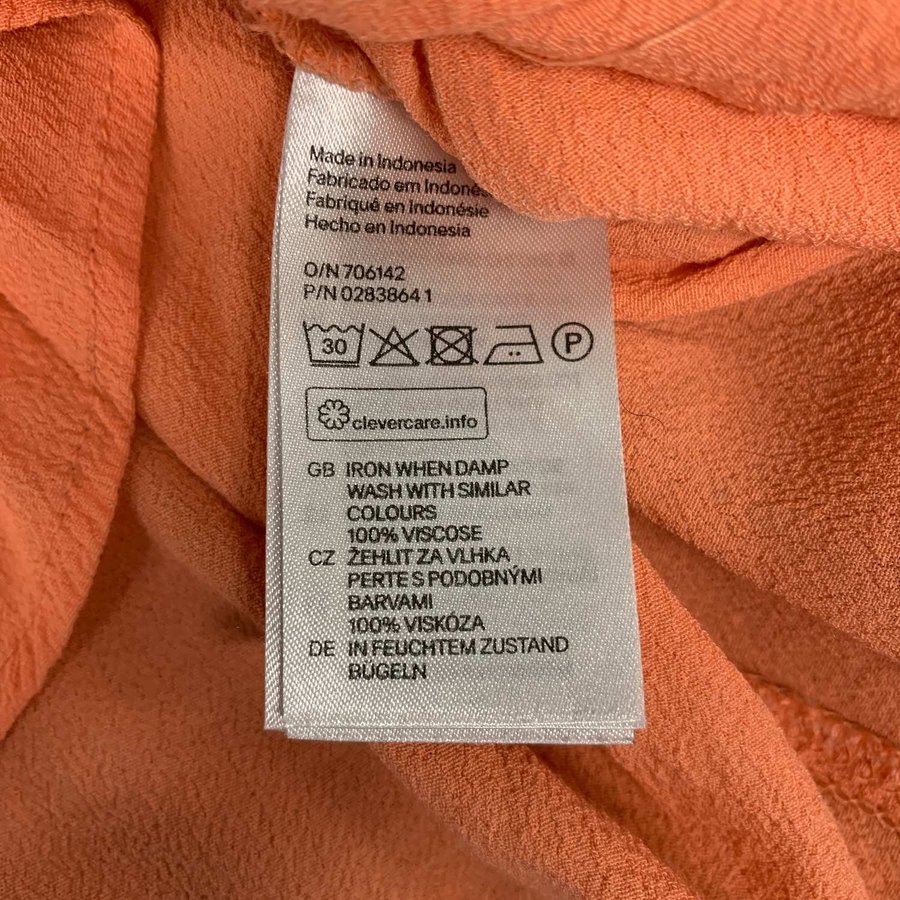 Made in Indonesia
Fabricado em
Fabriqué en Indonésie
Hecho en Indonesia
O/N 706142
P/N 0283864 1
30
P
clevercare.info
GB IRON WHEN DAMP
WASH WITH SIMILAR
COLOURS
100% VISCOSE
CZ ŽEHLIT ZA VLHKA
PERTE S PODOBNÝMI
BARVAMI
100% VISKÓZA
DE IN FEUCHTEM ZUSTAND
BÜGELN